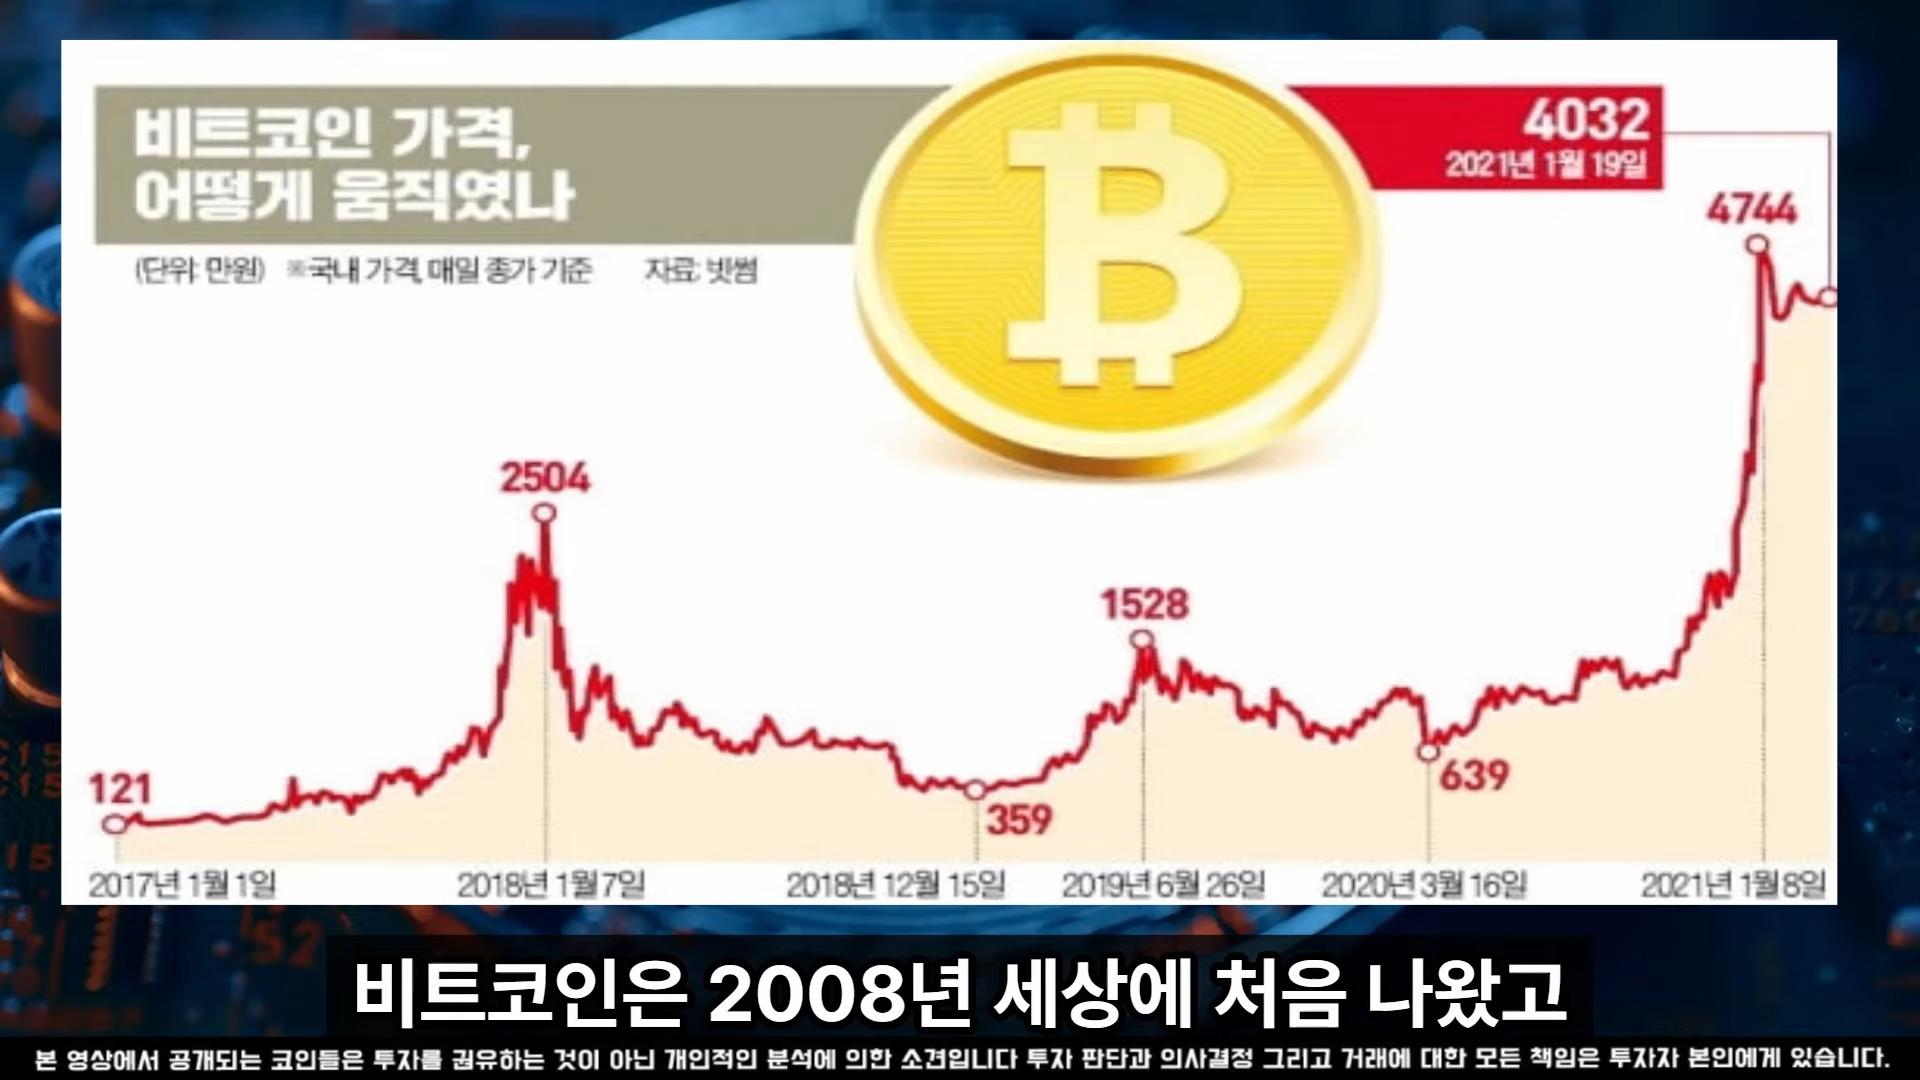 비트코인 가격,
어떻게 움직였나
(단위: 만원) ※국내 가격, 매일 종가 기준 자료: 빗썸
4032
2021년 1월 19일
4744
2504
1528
121
359
639
2017년 1월 1일 2018년 1월 7일 2018년 12월 15일 2019년 6월 26일 2020년 3월 16일 2021년 1월 8일
비트코인은 2008년 세상에 처음 나왔고
본 영상에서 공개되는 코인들은 투자를 권유하는 것이 아닌 개인적인 분석에 의한 소견입니다 투자 판단과 의사결정 그리고 거래에 대한 모든 책임은 투자자 본인에게 있습니다.